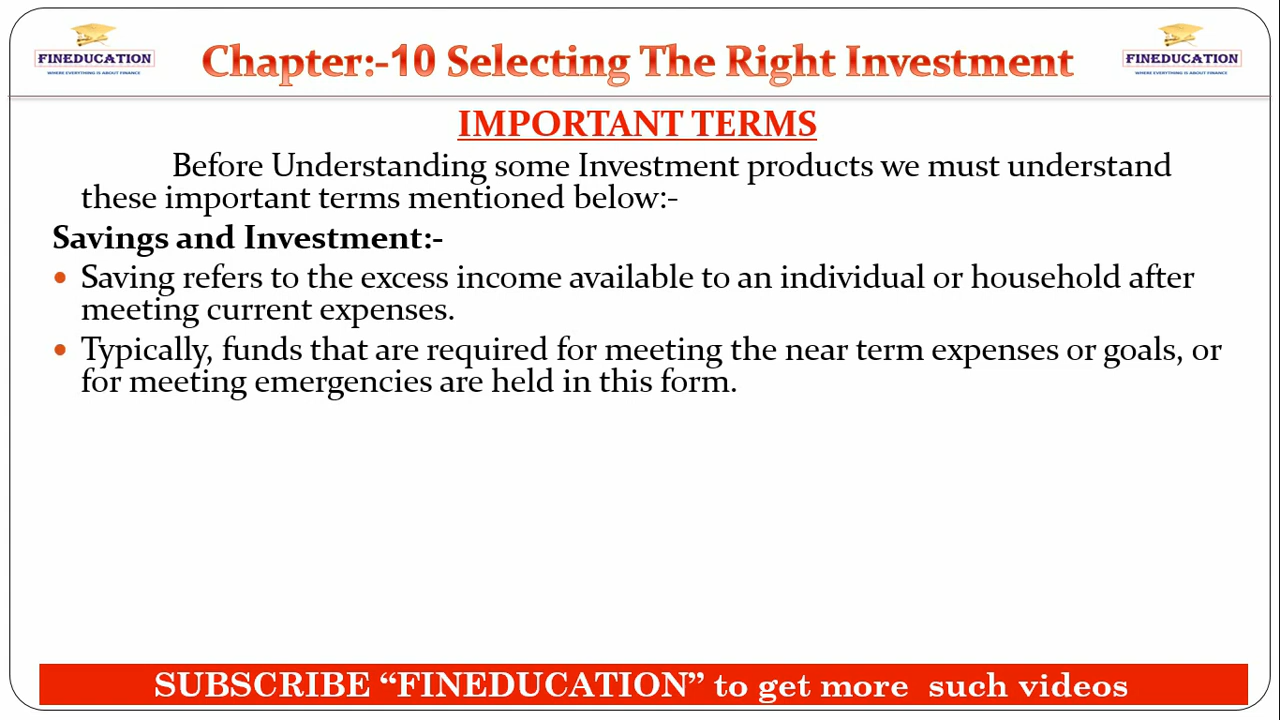 FINEDUCATION
WHERE EVERYTHING IS ABOUT FINANCE
Chapter:-10 Selecting The Right Investment
FINEDUCATION
WHERE EVERYTHING IS ABOUT FINANCE
IMPORTANT TERMS
Before Understanding some Investment products we must understand
these important terms mentioned below:-
Savings and Investment:-
• Saving refers to the excess income available to an individual or household after
meeting current expenses.
• Typically, funds that are required for meeting the near term expenses or goals, or
for meeting emergencies are held in this form.
SUBSCRIBE “FINEDUCATION” to get more such videos